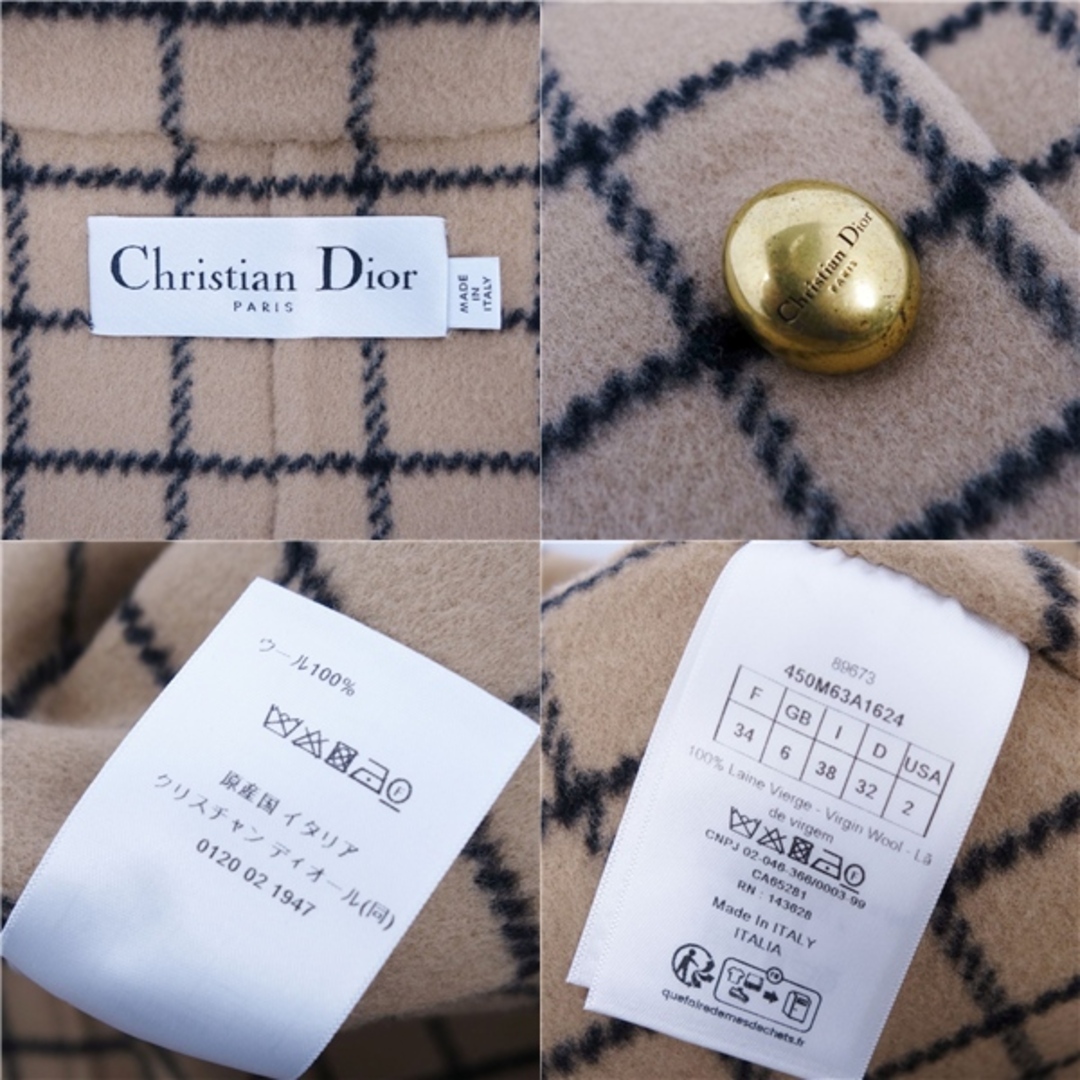 Christian Dior
PARIS
MADE
IN
ITALY
Christian Dior
PARIS
ウール100%
F
原産国 イタリア
クリスチャン ディオール(同)
0120 02 1947
89673
450M63A1624
F GB I D USA
34 6 38 32 2
100% Laine Vierge - Virgin Wool - Lã
de virgem
F
CNPJ 02-046-366/0003-99
CA65281
RN : 143628
Made In ITALY
ITALIA
FR
quefairedemesdechets.fr